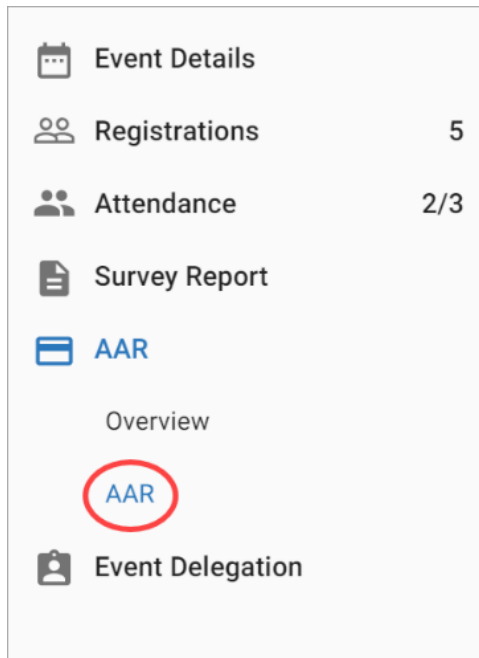 Event Details
Registrations 5
Attendance 2/3
Survey Report
AAR
Overview
AAR
Event Delegation